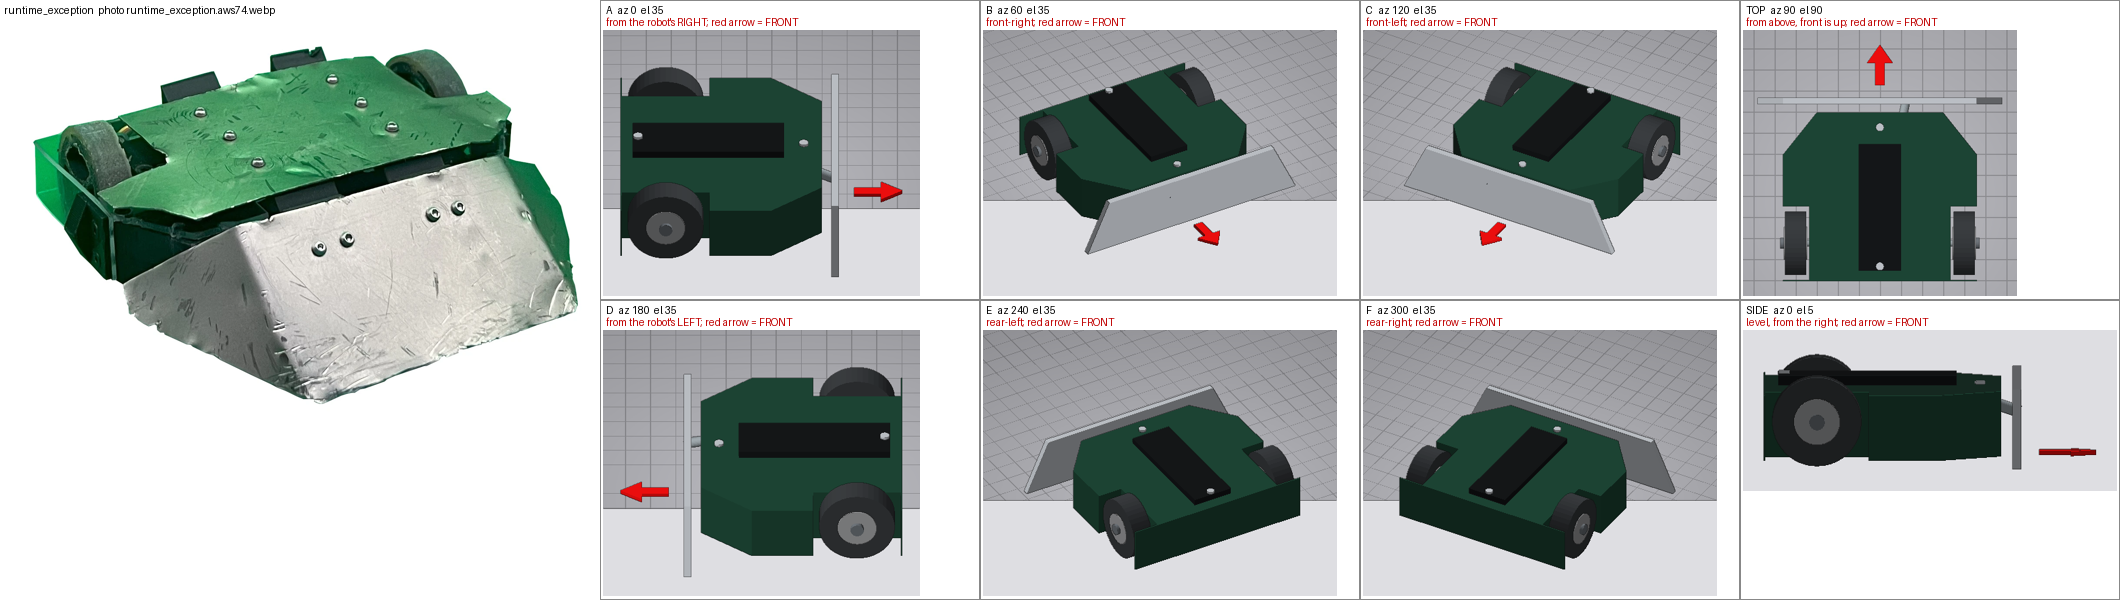 runtime_exception photo runtime_exception.aws74.webp
A az 0 el 35
from the robot's RIGHT; red arrow = FRONT
B az 60 el 35
front-right; red arrow = FRONT
C az 120 el 35
front-left; red arrow = FRONT
TOP az 90 el 90
from above, front is up; red arrow = FRONT
D az 180 el 35
from the robot's LEFT; red arrow = FRONT
E az 240 el 35
rear-left; red arrow = FRONT
F az 300 el 35
rear-right; red arrow = FRONT
SIDE az 0 el 5
level, from the right; red arrow = FRONT